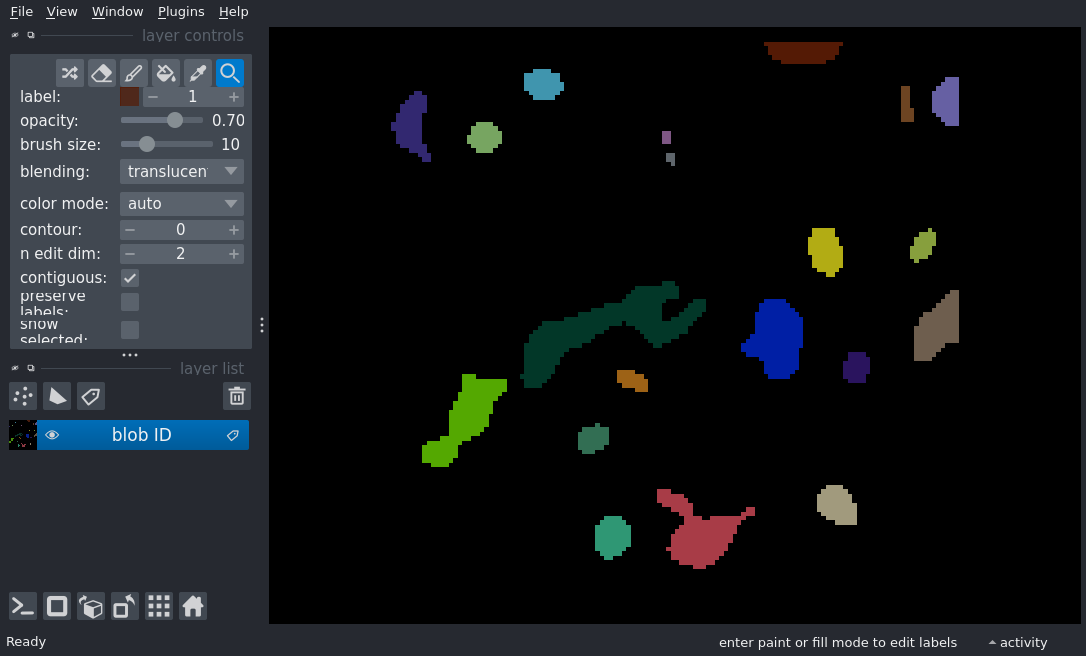 File View Window Plugins Help
layer controls
label: 1
opacity: 0.70
brush size: 10
blending: translucen
color mode: auto
contour: 0
n edit dim: 2
contiguous:
preserve
labels:
show
selected:
layer list
blob ID
Ready
enter paint or fill mode to edit labels
activity